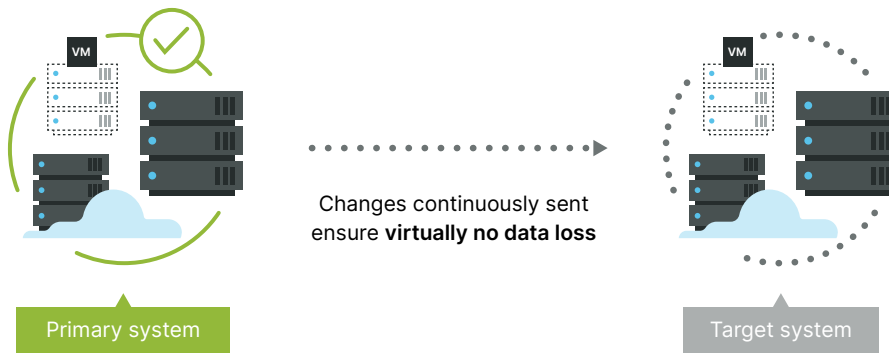 VM
VM
Changes continuously sent
ensure virtually no data loss
Primary system
Target system